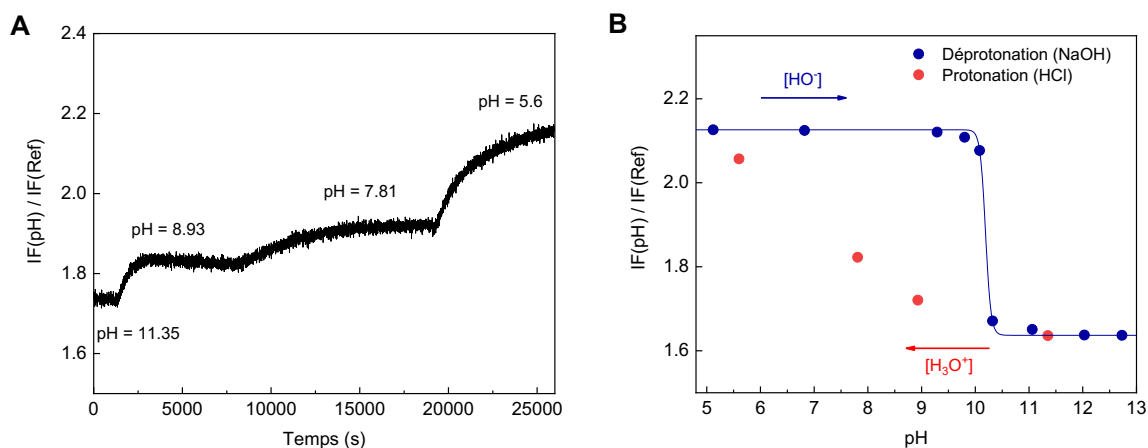 A
2.4
2.2
2.0
1.8
1.6
IF(pH) / IF(Ref)
pH = 5.6
pH = 7.81
pH = 8.93
pH = 11.35
0
5000
10000
15000
20000
25000
Temps (s)
B
2.2
2.0
1.8
1.6
IF(pH) / IF(Ref)
Déprotonation (NaOH)
Protonation (HCl)
[HO⁻]
[H₃O⁺]
5
6
7
8
9
10
11
12
13
pH